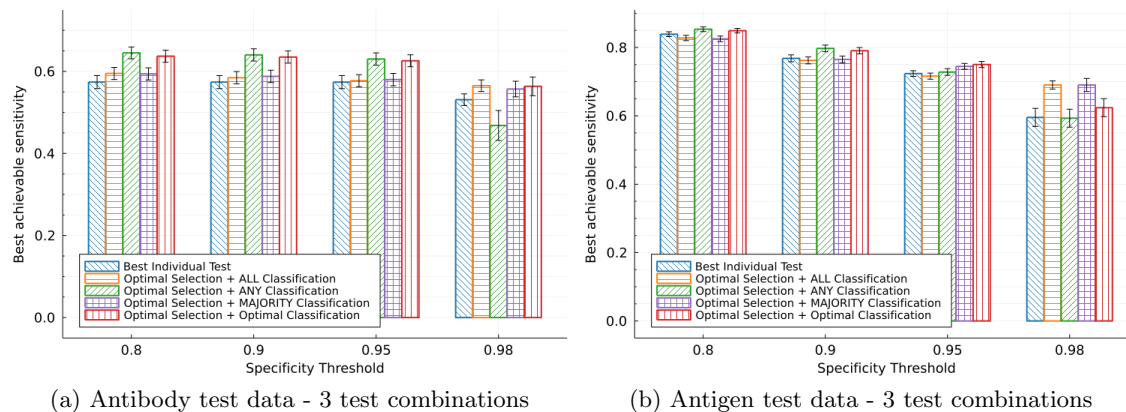 Best achievable sensitivity
0.6
0.4
0.2
0.0
Best Individual Test
Optimal Selection + ALL Classification
Optimal Selection + ANY Classification
Optimal Selection + MAJORITY Classification
Optimal Selection + Optimal Classification
0.8 0.9 0.95 0.98
Specificity Threshold
(a) Antibody test data - 3 test combinations
Best achievable sensitivity
0.8
0.6
0.4
0.2
0.0
Best Individual Test
Optimal Selection + ALL Classification
Optimal Selection + ANY Classification
Optimal Selection + MAJORITY Classification
Optimal Selection + Optimal Classification
0.8 0.9 0.95 0.98
Specificity Threshold
(b) Antigen test data - 3 test combinations